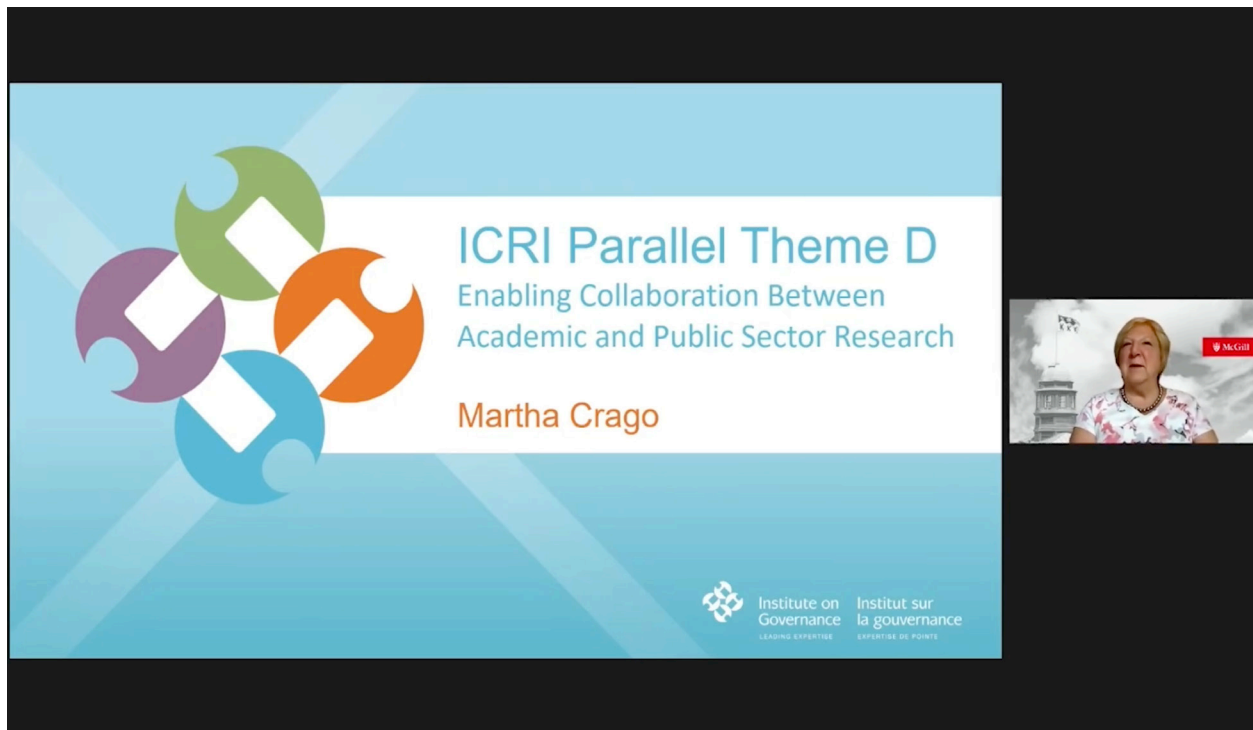 ICRI Parallel Theme D
Enabling Collaboration Between
Academic and Public Sector Research
Martha Crago
Institute on
Governance
LEADING EXPERTISE
Institut sur
la gouvernance
EXPERTISE DE POINTE
McGill